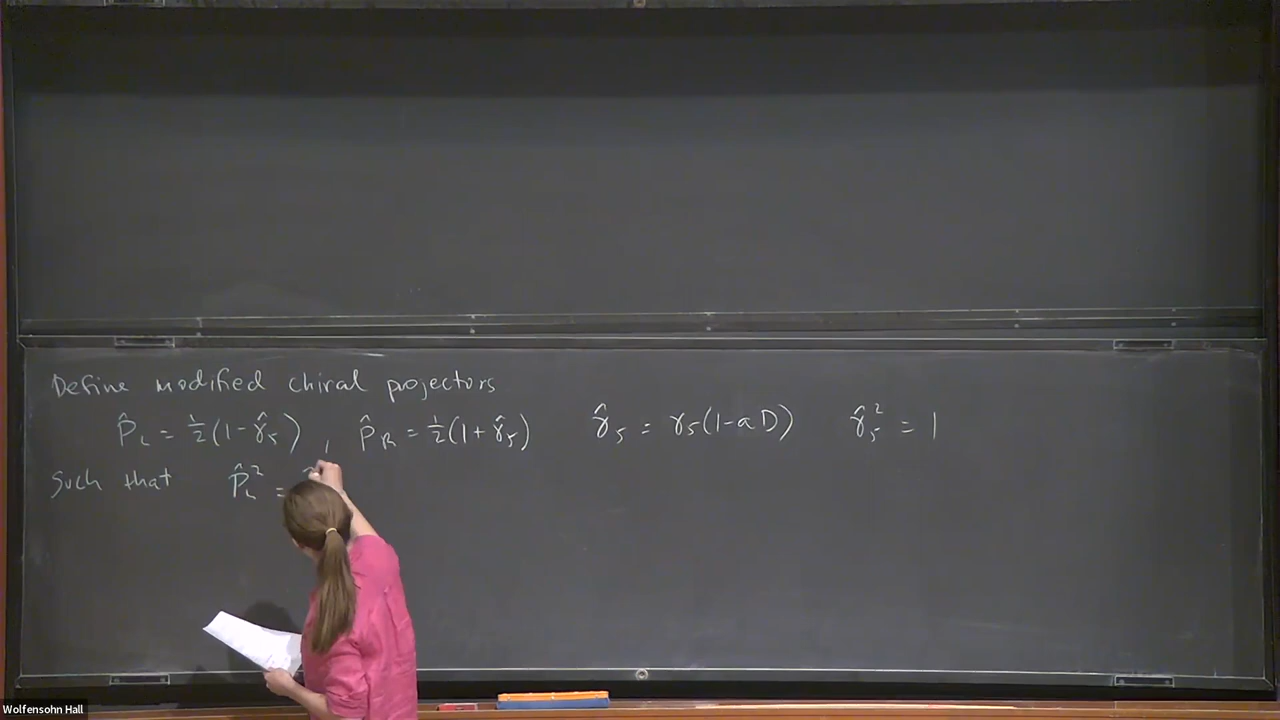 Define modified chiral projectors
P̂_L = ½(1-γ̂_5), P̂_R = ½(1+γ̂_5) γ̂_5 = γ_5(1-aD) γ̂_5² = 1
Such that P̂_L² =
Wolfensohn Hall